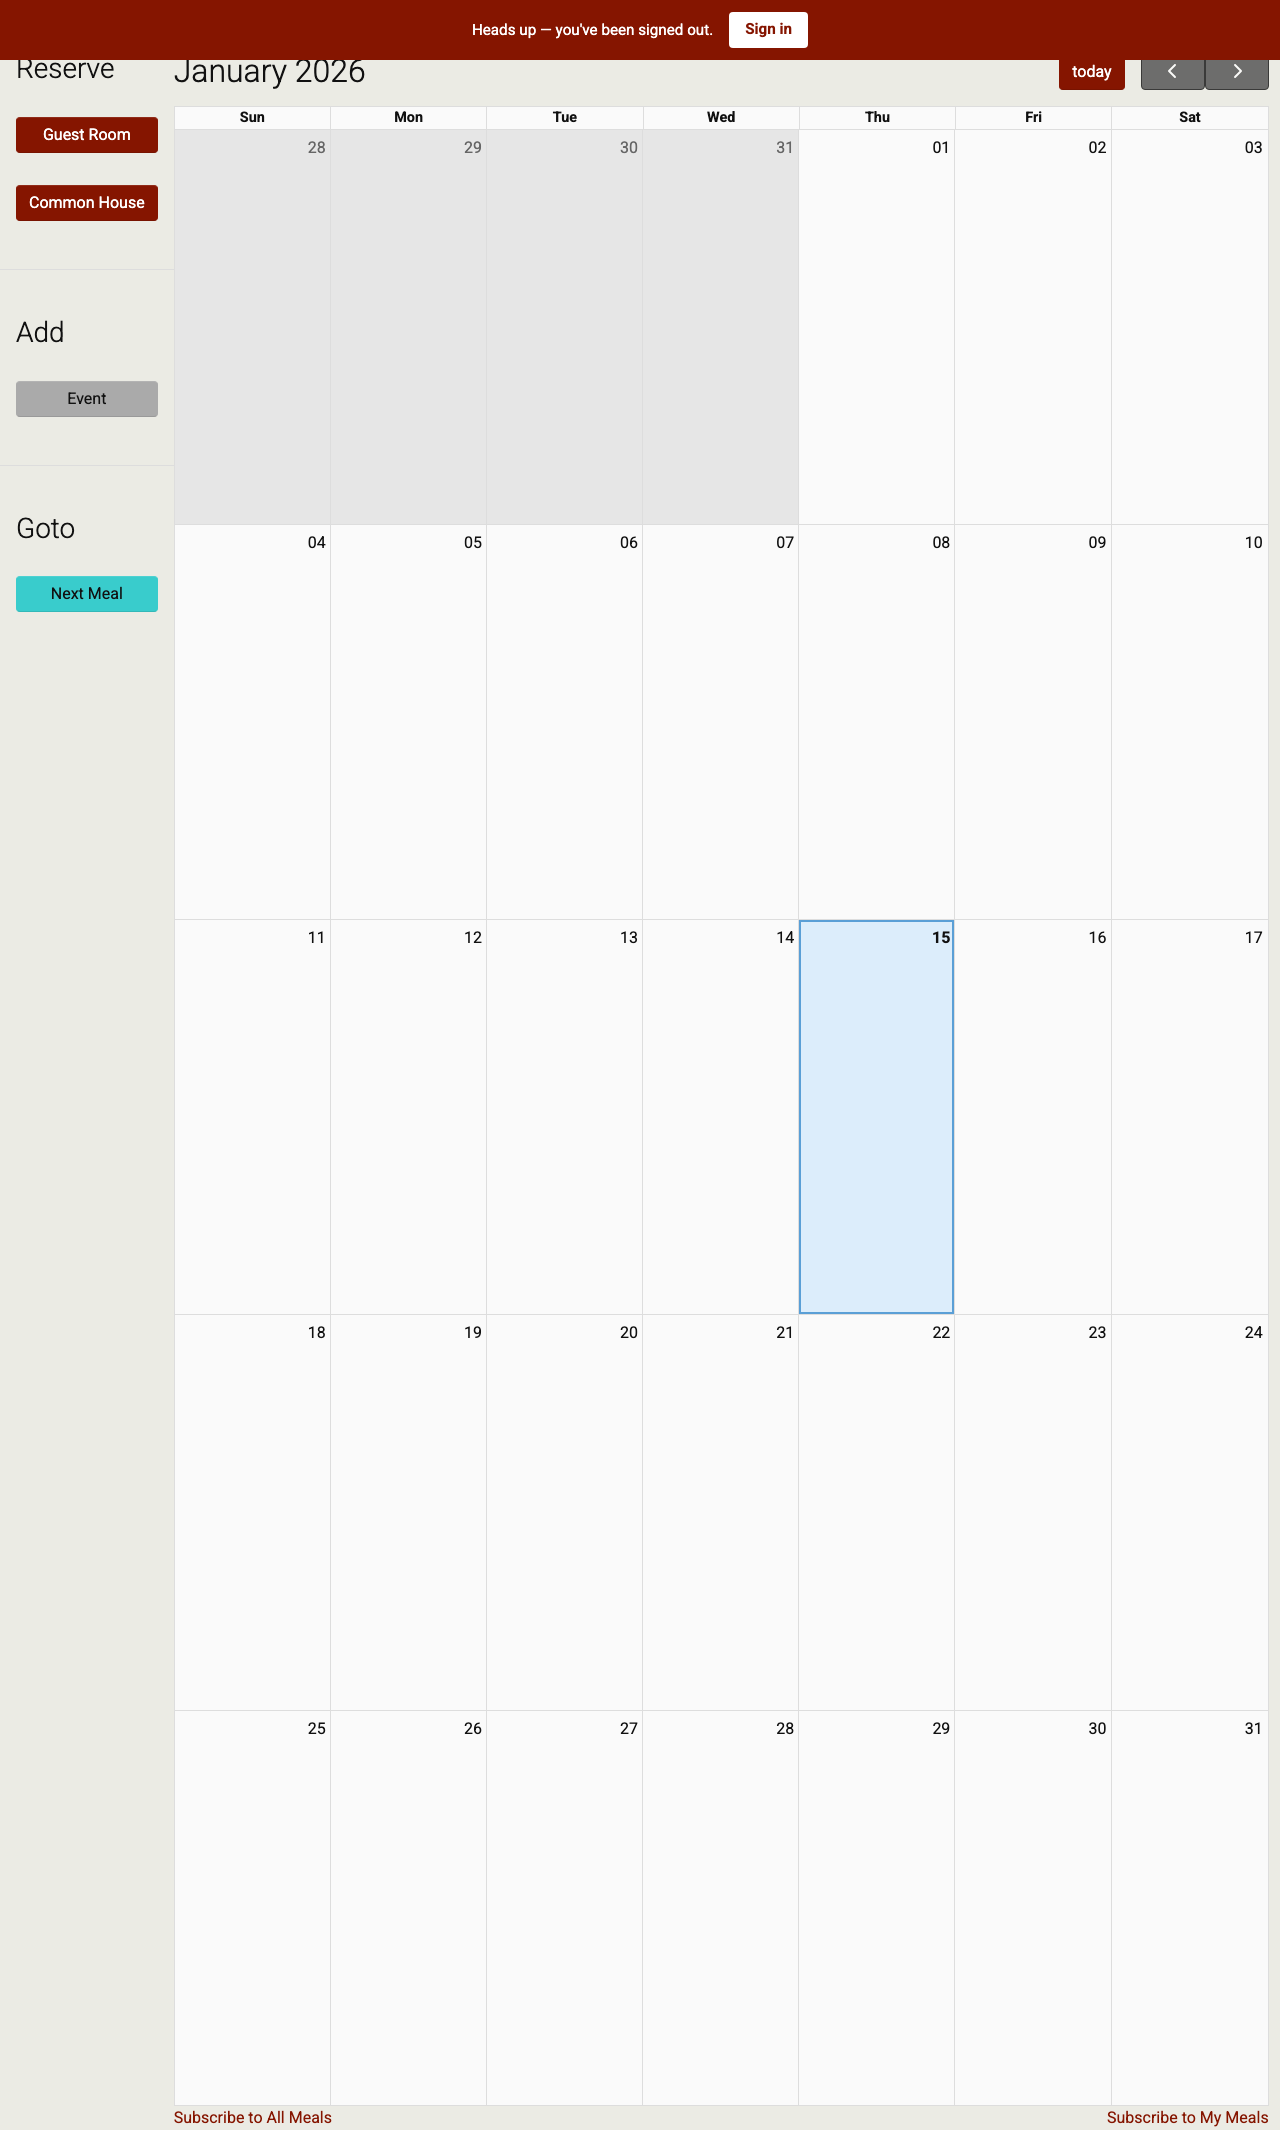 Heads up — you've been signed out. Sign in
Reserve
Guest Room
Common House
Add
Event
Goto
Next Meal
January 2026
today
Sun Mon Tue Wed Thu Fri Sat
28 29 30 31 01 02 03
04 05 06 07 08 09 10
11 12 13 14 15 16 17
18 19 20 21 22 23 24
25 26 27 28 29 30 31
Subscribe to All Meals Subscribe to My Meals